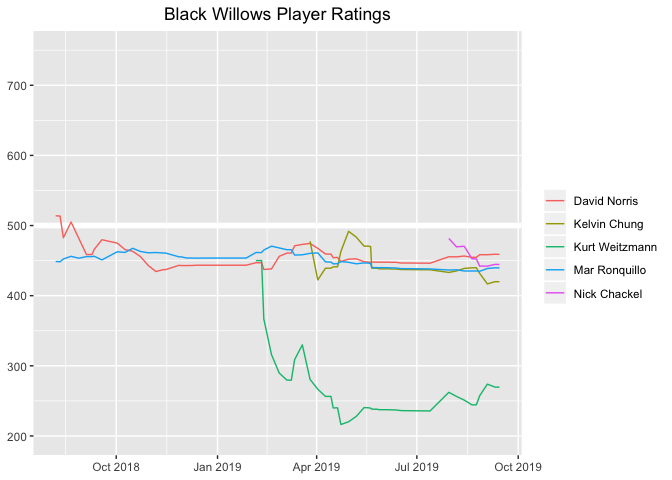 Black Willows Player Ratings
700
600
500
400
300
200
Oct 2018
Jan 2019
Apr 2019
Jul 2019
Oct 2019
David Norris
Kelvin Chung
Kurt Weitzmann
Mar Ronquillo
Nick Chackel